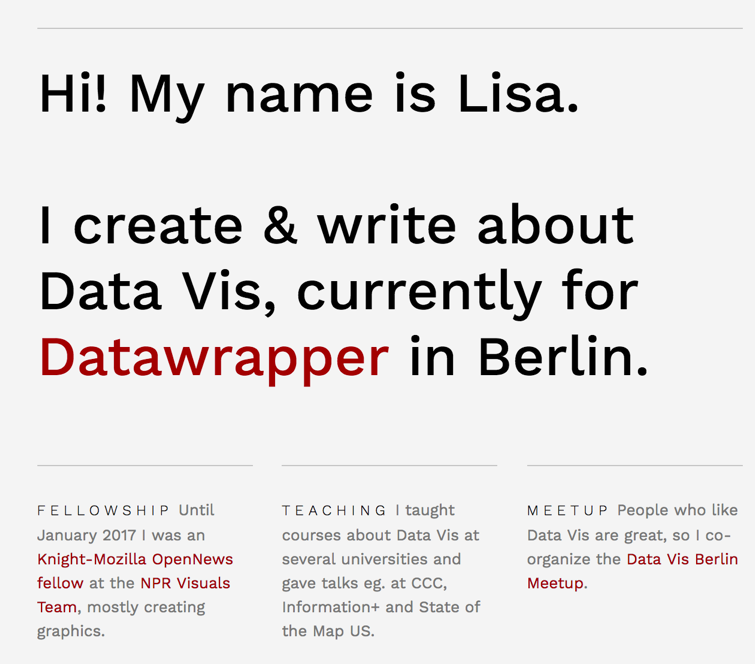 Hi! My name is Lisa.
I create & write about
Data Vis, currently for
Datawrapper in Berlin.
FELLOWSHIP Until
January 2017 I was an
Knight-Mozilla OpenNews
fellow at the NPR Visuals
Team, mostly creating
graphics.
TEACHING I taught
courses about Data Vis at
several universities and
gave talks eg. at CCC,
Information+ and State of
the Map US.
MEETUP People who like
Data Vis are great, so I co-
organize the Data Vis Berlin
Meetup.